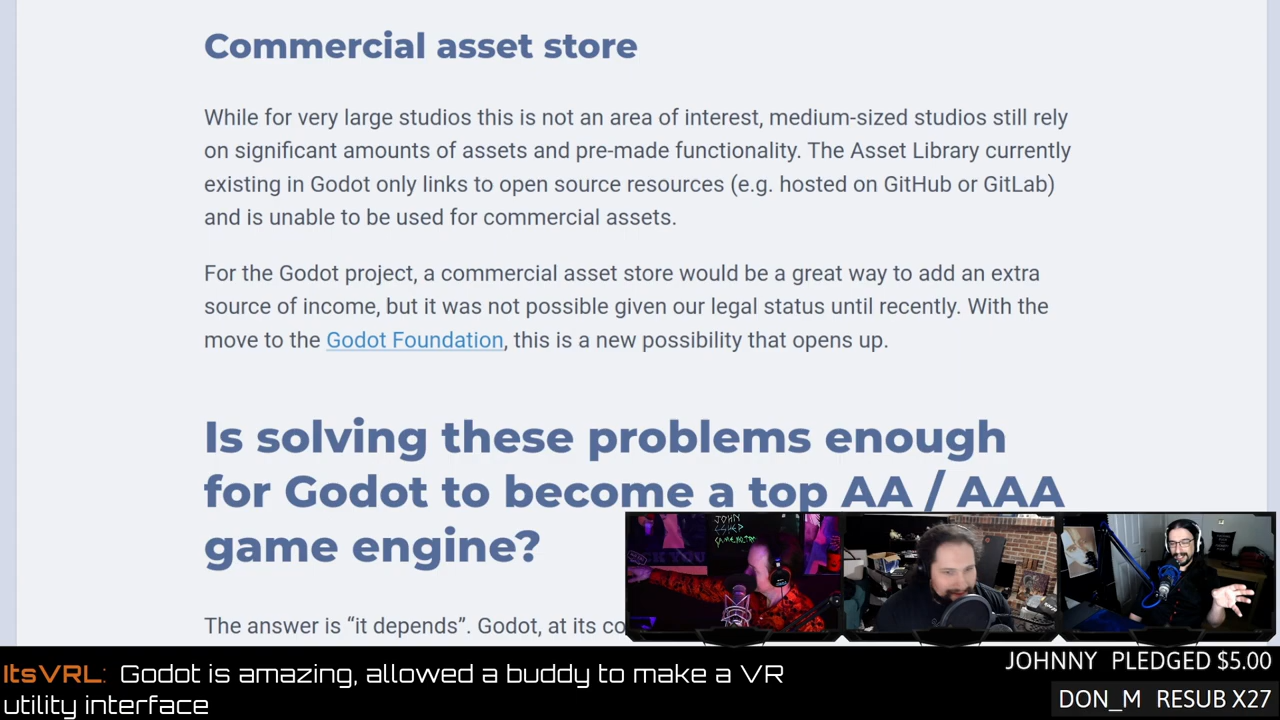 Commercial asset store
While for very large studios this is not an area of interest, medium-sized studios still rely
on significant amounts of assets and pre-made functionality. The Asset Library currently
existing in Godot only links to open source resources (e.g. hosted on GitHub or GitLab)
and is unable to be used for commercial assets.
For the Godot project, a commercial asset store would be a great way to add an extra
source of income, but it was not possible given our legal status until recently. With the
move to the Godot Foundation, this is a new possibility that opens up.
Is solving these problems enough
for Godot to become a top AA / AAA
game engine?
The answer is “it depends”. Godot, at its co
JOHN
ItsVRL: Godot is amazing, allowed a buddy to make a VR
utility interface
JOHNNY PLEDGED $5.00
DON_M RESUB X27